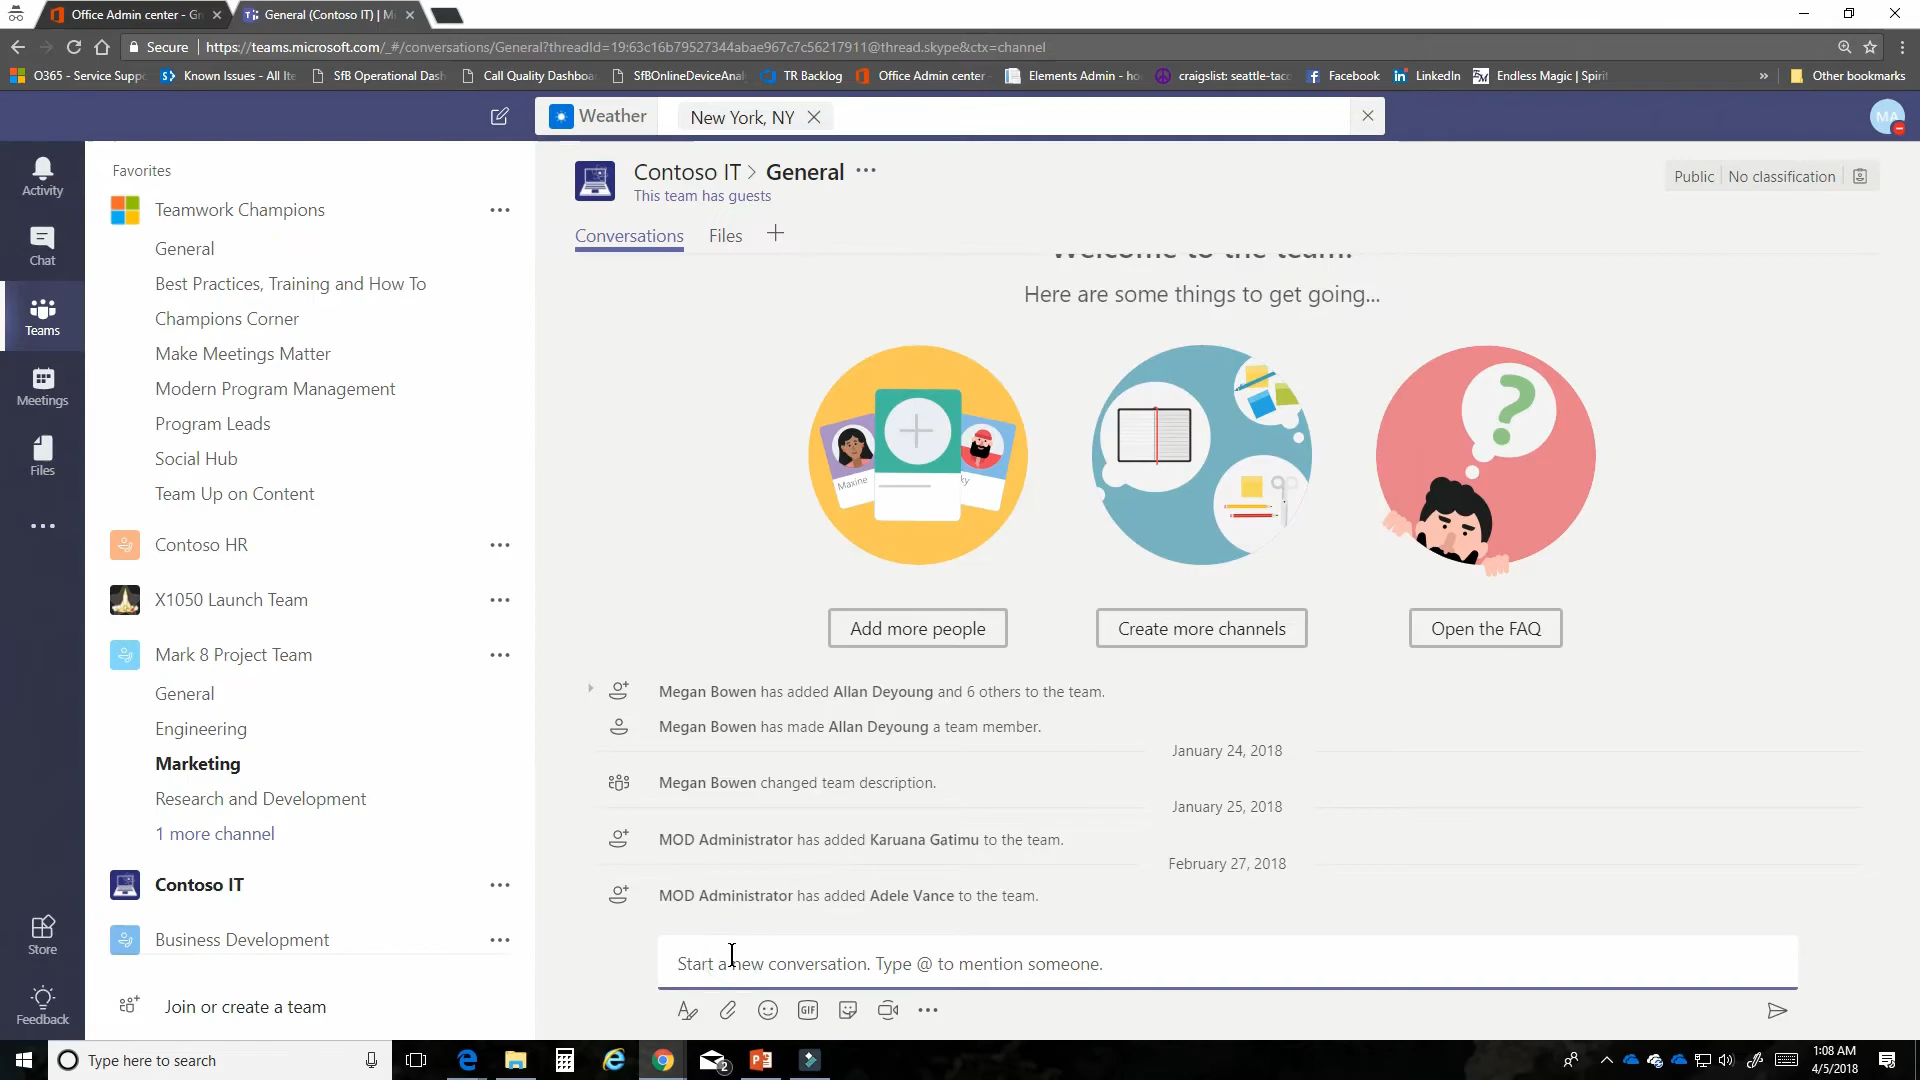 Office Admin center - Gr
General (Contoso IT) | Mi
Secure
https://teams.microsoft.com/_#/conversations/General?threadId=19:63c16b79527344abae967c7c56217911@thread.skype&ctx=channel
O365 - Service Supp
Known Issues - All Ite
SfB Operational Dash
Call Quality Dashboa
SfBOnlineDeviceAnal
TR Backlog
Office Admin center
Elements Admin - ho
craigslist: seattle-taco
Facebook
LinkedIn
Endless Magic | Spirit
»
Other bookmarks
Weather
New York, NY
MA
Activity
Chat
Teams
Meetings
Files
Store
Feedback
Favorites
Teamwork Champions
General
Best Practices, Training and How To
Champions Corner
Make Meetings Matter
Modern Program Management
Program Leads
Social Hub
Team Up on Content
Contoso HR
X1050 Launch Team
Mark 8 Project Team
General
Engineering
Marketing
Research and Development
1 more channel
Contoso IT
Business Development
Join or create a team
Contoso IT > General
This team has guests
Public
No classification
Conversations
Files
Welcome to the team!
Here are some things to get going...
Maxine
ky
Add more people
Create more channels
Open the FAQ
Megan Bowen has added Allan Deyoung and 6 others to the team.
Megan Bowen has made Allan Deyoung a team member.
January 24, 2018
Megan Bowen changed team description.
January 25, 2018
MOD Administrator has added Karuana Gatimu to the team.
February 27, 2018
MOD Administrator has added Adele Vance to the team.
Start a new conversation. Type @ to mention someone.
GIF
Type here to search
2
1:08 AM
4/5/2018